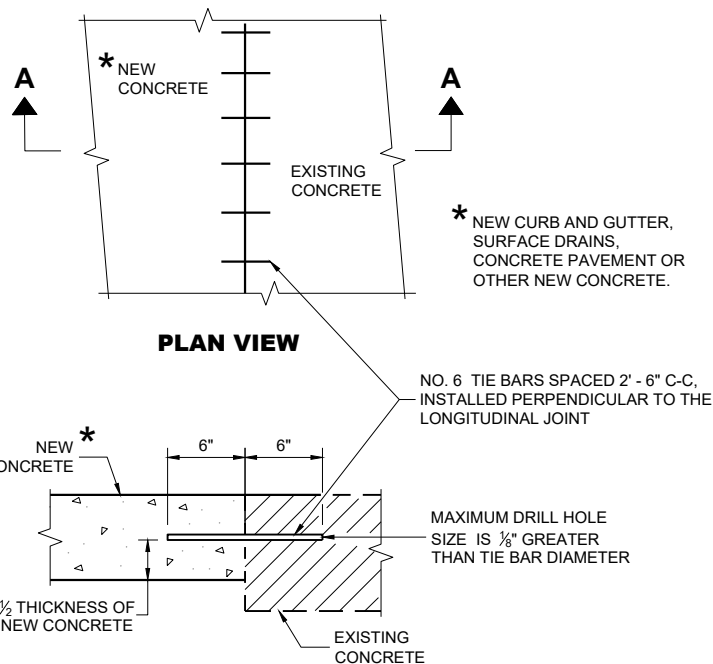 * NEW
CONCRETE
A
A
EXISTING
CONCRETE
* NEW CURB AND GUTTER,
SURFACE DRAINS,
CONCRETE PAVEMENT OR
OTHER NEW CONCRETE.
PLAN VIEW
NO. 6 TIE BARS SPACED 2' - 6" C-C,
INSTALLED PERPENDICULAR TO THE
LONGITUDINAL JOINT
NEW *
ONCRETE
6"
6"
MAXIMUM DRILL HOLE
SIZE IS ⅛" GREATER
THAN TIE BAR DIAMETER
½ THICKNESS OF
NEW CONCRETE
EXISTING
CONCRETE